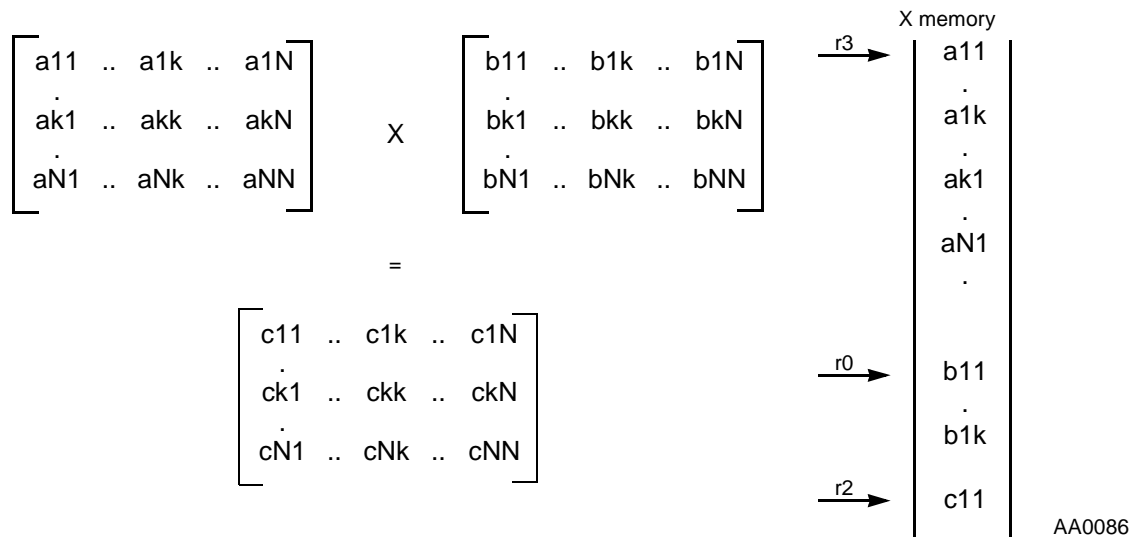 a11 .. a1k .. a1N
.
ak1 .. akk .. akN
.
aN1 .. aNk .. aNN
X
b11 .. b1k .. b1N
.
bk1 .. bkk .. bkN
.
bN1 .. bNk .. bNN
=
c11 .. c1k .. c1N
.
ck1 .. ckk .. ckN
.
cN1 .. cNk .. cNN
X memory
r3
a11
.
a1k
.
ak1
.
aN1
.
r0
b11
.
b1k
r2
c11
AA0086